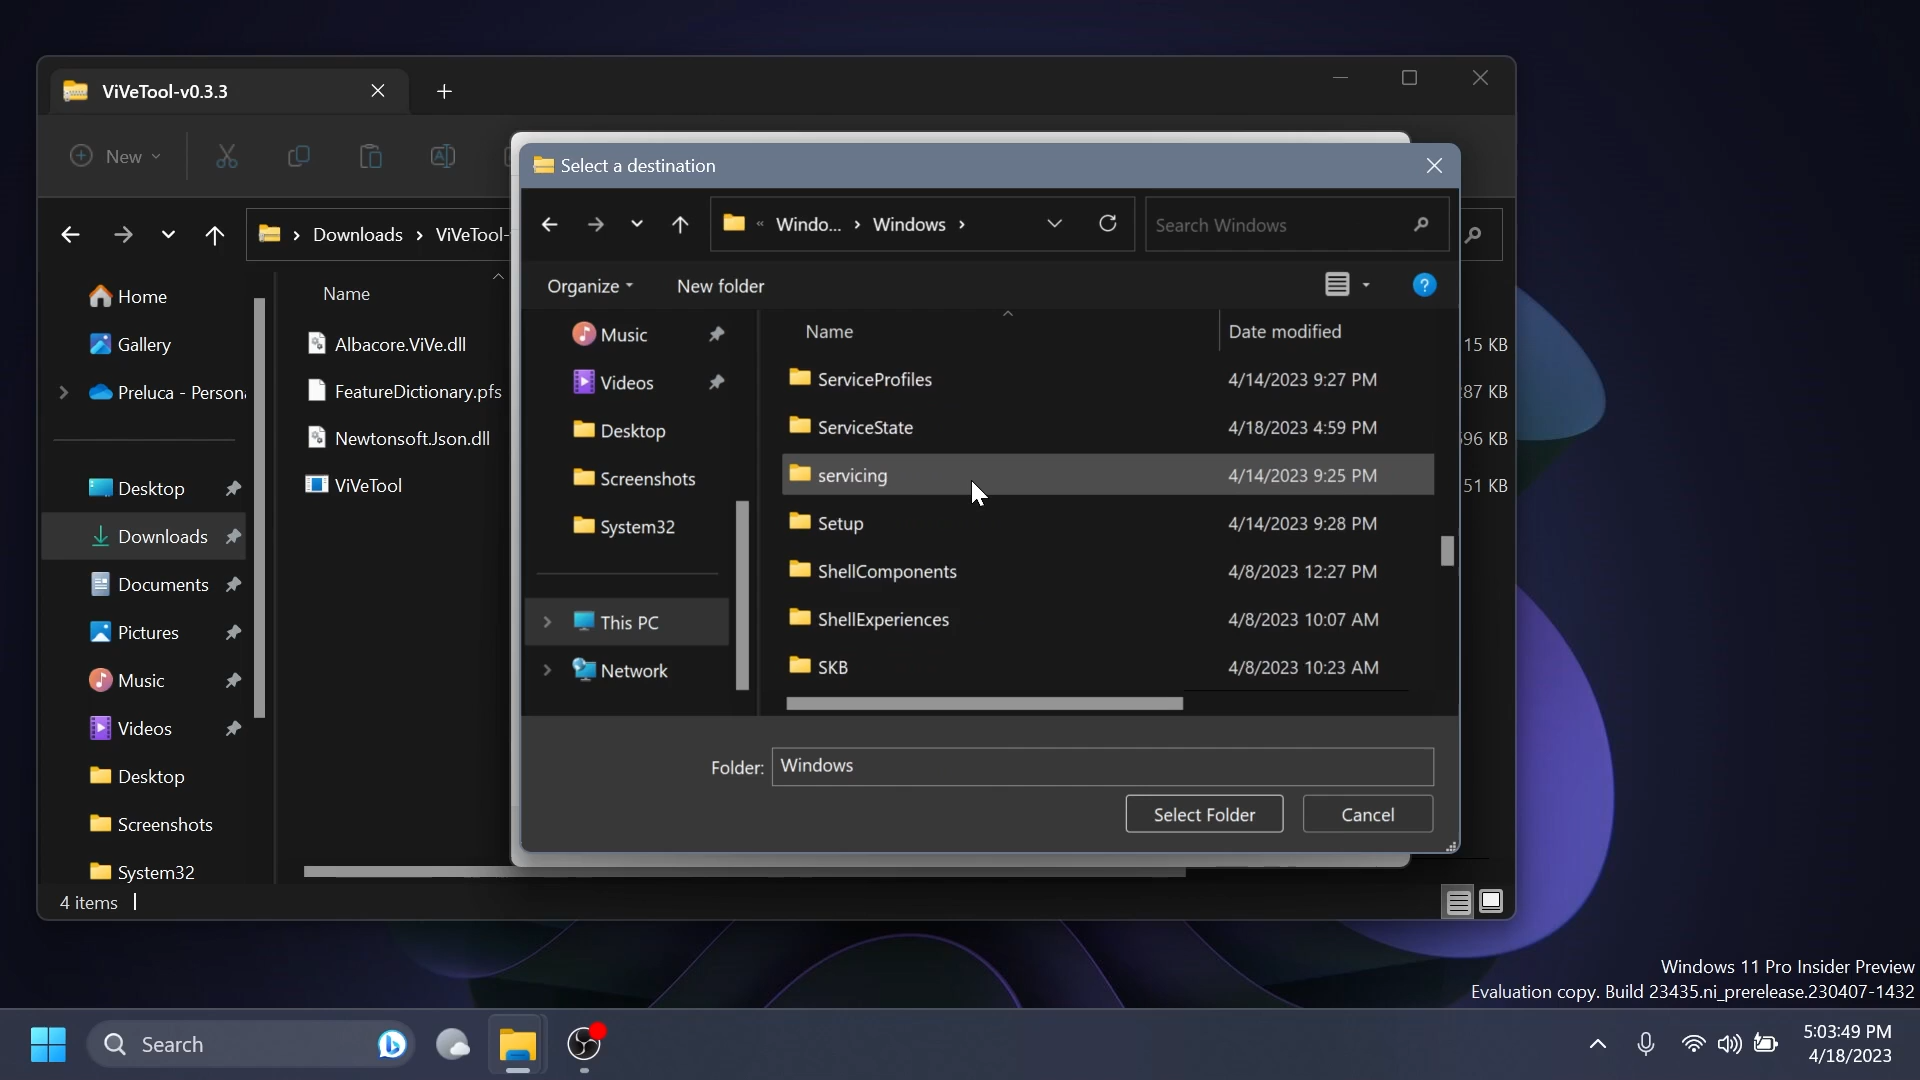 ViVeTool-v0.3.3
New
Downloads
ViVeTool-
Home
Gallery
Preluca - Persona
Desktop
Downloads
Documents
Pictures
Music
Videos
Desktop
Screenshots
System32
4 items
Name
Albacore.ViVe.dll
FeatureDictionary.pfs
Newtonsoft.Json.dll
ViVeTool
15 KB
87 KB
96 KB
51 KB
Select a destination
« Windo... › Windows ›
Search Windows
Organize
New folder
Music
Videos
Desktop
Screenshots
System32
This PC
Network
Name Date modified
ServiceProfiles 4/14/2023 9:27 PM
ServiceState 4/18/2023 4:59 PM
servicing 4/14/2023 9:25 PM
Setup 4/14/2023 9:28 PM
ShellComponents 4/8/2023 12:27 PM
ShellExperiences 4/8/2023 10:07 AM
SKB 4/8/2023 10:23 AM
Folder: Windows
Select Folder Cancel
Windows 11 Pro Insider Preview
Evaluation copy. Build 23435.ni_prerelease.230407-1432
Search
5:03:49 PM
4/18/2023